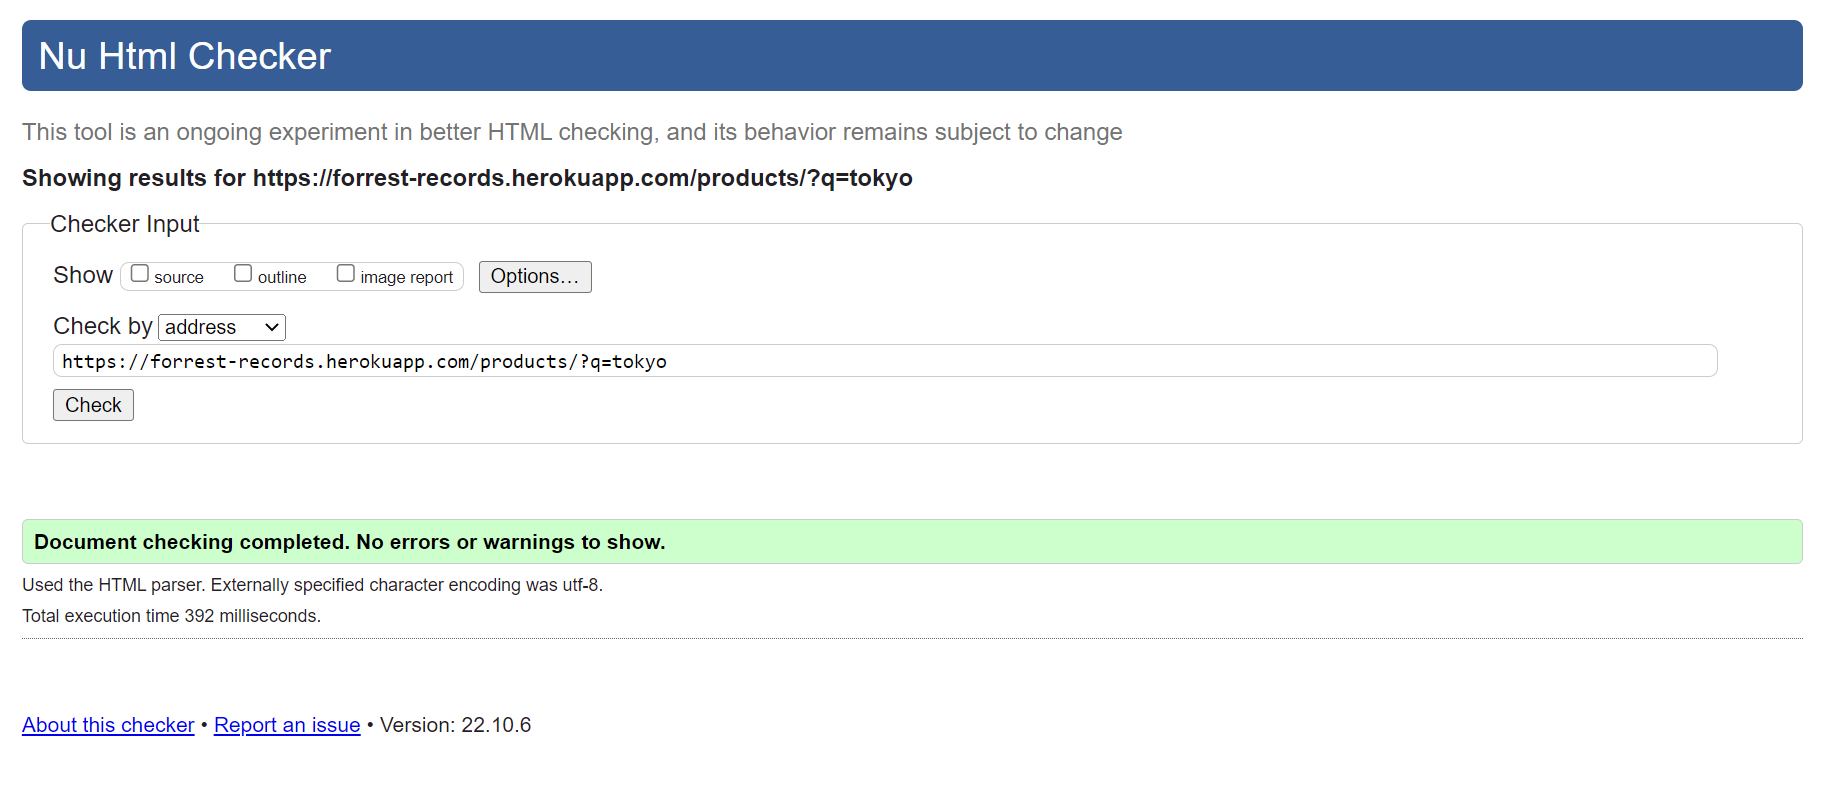 Nu Html Checker
This tool is an ongoing experiment in better HTML checking, and its behavior remains subject to change
Showing results for https://forrest-records.herokuapp.com/products/?q=tokyo
Checker Input
Show source outline image report Options...
Check by address
https://forrest-records.herokuapp.com/products/?q=tokyo
Check
Document checking completed. No errors or warnings to show.
Used the HTML parser. Externally specified character encoding was utf-8.
Total execution time 392 milliseconds.
About this checker • Report an issue • Version: 22.10.6